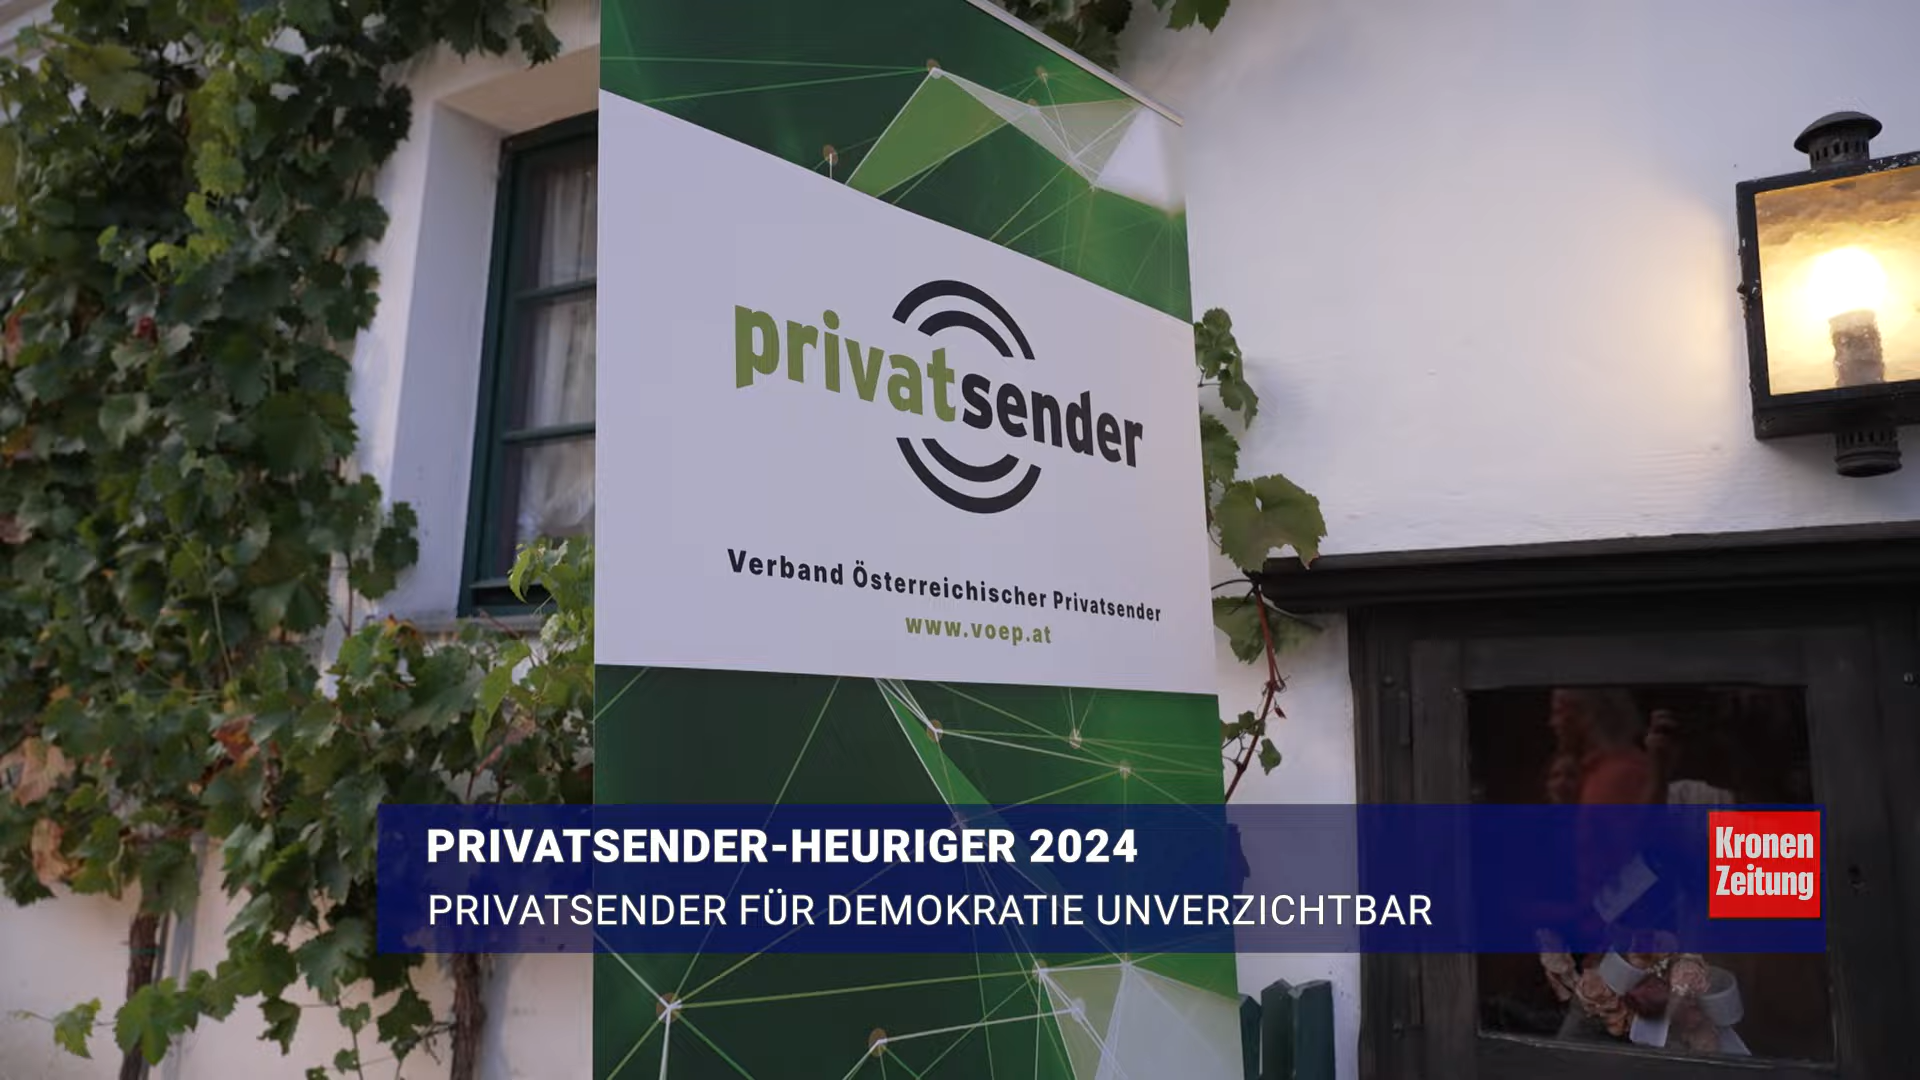 privatsender
Verband Österreichischer Privatsender
www.voep.at
PRIVATSENDER-HEURIGER 2024
PRIVATSENDER FÜR DEMOKRATIE UNVERZICHTBAR
Kronen
Zeitung